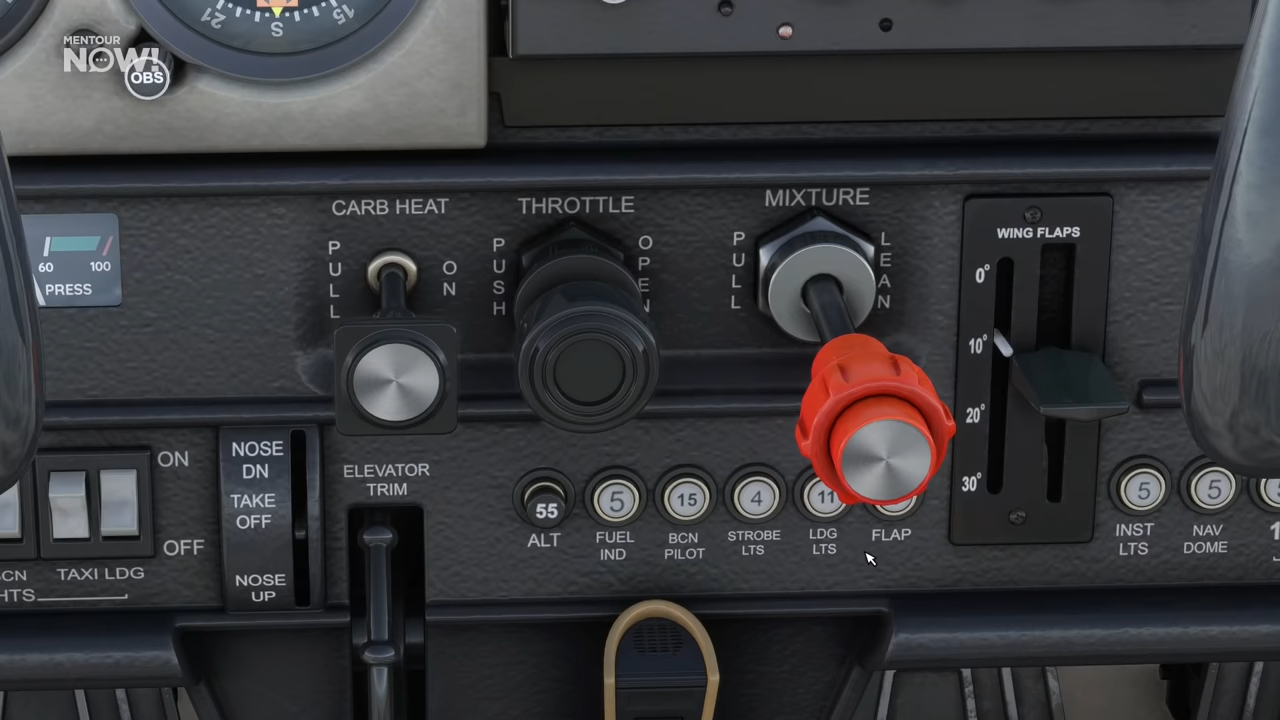 21
S
15
MENTOUR
NOW!
OBS
CARB HEAT
PULL
ON
THROTTLE
PUSH
OPEN
MIXTURE
PULL
LEAN
WING FLAPS
0°
10°
20°
30°
60
100
PRESS
ON
OFF
TAXI LDG
NOSE
DN
TAKE
OFF
NOSE
UP
ELEVATOR
TRIM
55
ALT
5
FUEL
IND
15
BCN
PILOT
4
STROBE
LTS
11
LDG
LTS
FLAP
5
INST
LTS
5
NAV
DOME